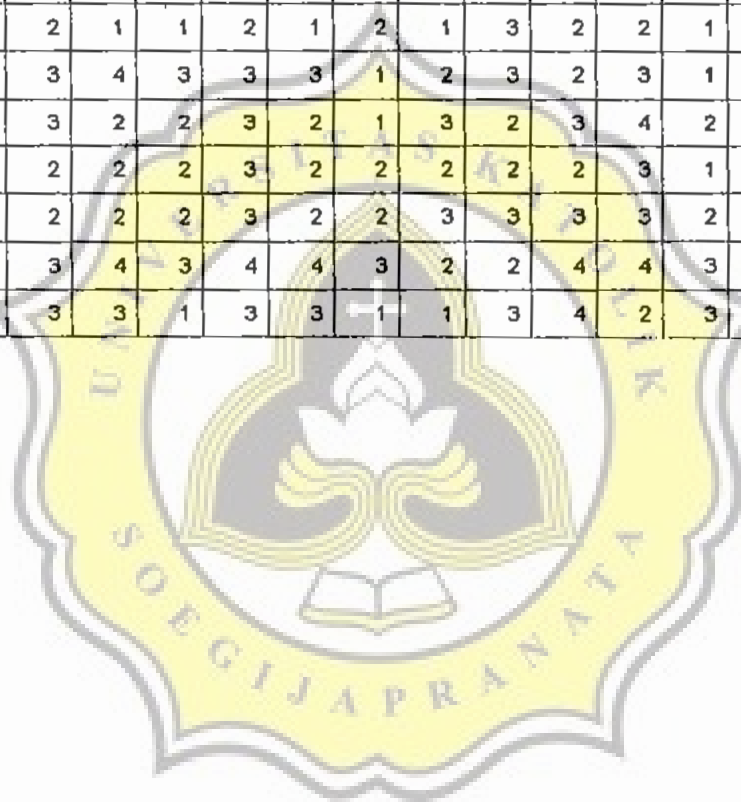 2 1 1 2 1 2 1 3 2 2 1
3 4 3 3 3 1 2 3 2 3 1
3 2 2 3 2 1 3 2 3 4 2
2 2 2 3 2 2 2 2 2 3 1
2 2 2 3 2 2 3 3 3 3 2
3 4 3 4 4 3 2 2 4 4 3
3 3 1 3 3 1 1 3 4 2 3
UNIVERSITAS KATOLIK
SOEGIJAPRANATA